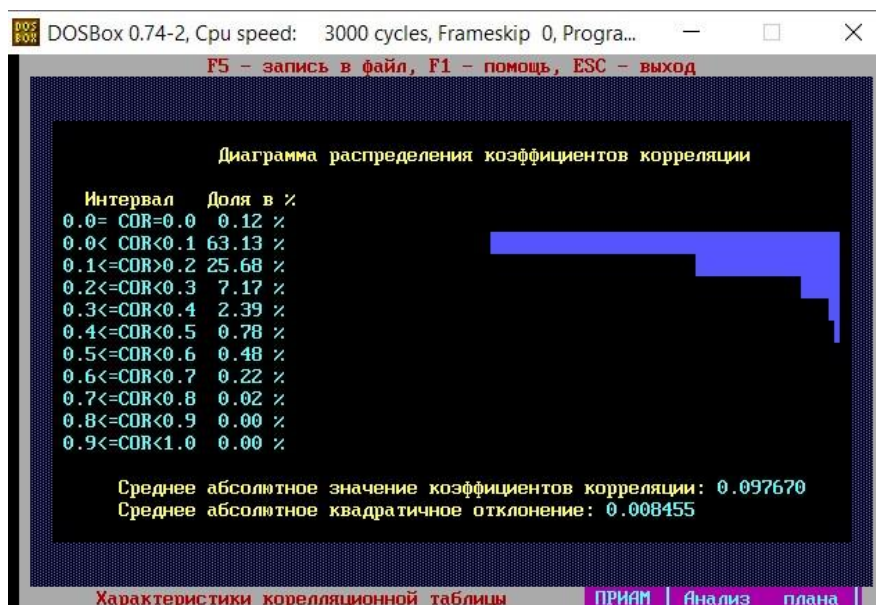 DOSBox 0.74-2, Cpu speed: 3000 cycles, Frameskip 0, Progra...
F5 - запись в файл, F1 - помощь, ESC - выход
Диаграмма распределения коэффициентов корреляции
Интервал Доля в %
0.0= COR=0.0 0.12 %
0.0< COR<0.1 63.13 %
0.1<=COR>0.2 25.68 %
0.2<=COR<0.3 7.17 %
0.3<=COR<0.4 2.39 %
0.4<=COR<0.5 0.78 %
0.5<=COR<0.6 0.48 %
0.6<=COR<0.7 0.22 %
0.7<=COR<0.8 0.02 %
0.8<=COR<0.9 0.00 %
0.9<=COR<1.0 0.00 %
Среднее абсолютное значение коэффициентов корреляции: 0.097670
Среднее абсолютное квадратичное отклонение: 0.008455
Характеристики корелляционной таблицы ПРИАМ | Анализ плана |